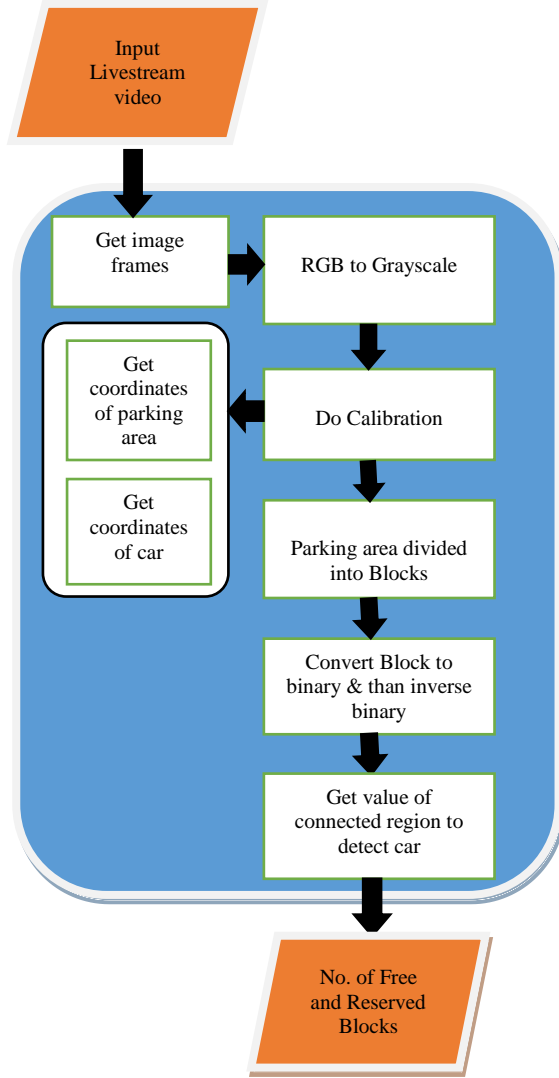 Input
Livestream
video
Get image
frames
RGB to Grayscale
Get
coordinates
of parking
area
Do Calibration
Get
coordinates
of car
Parking area divided
into Blocks
Convert Block to
binary & than inverse
binary
Get value of
connected region to
detect car
No. of Free
and Reserved
Blocks